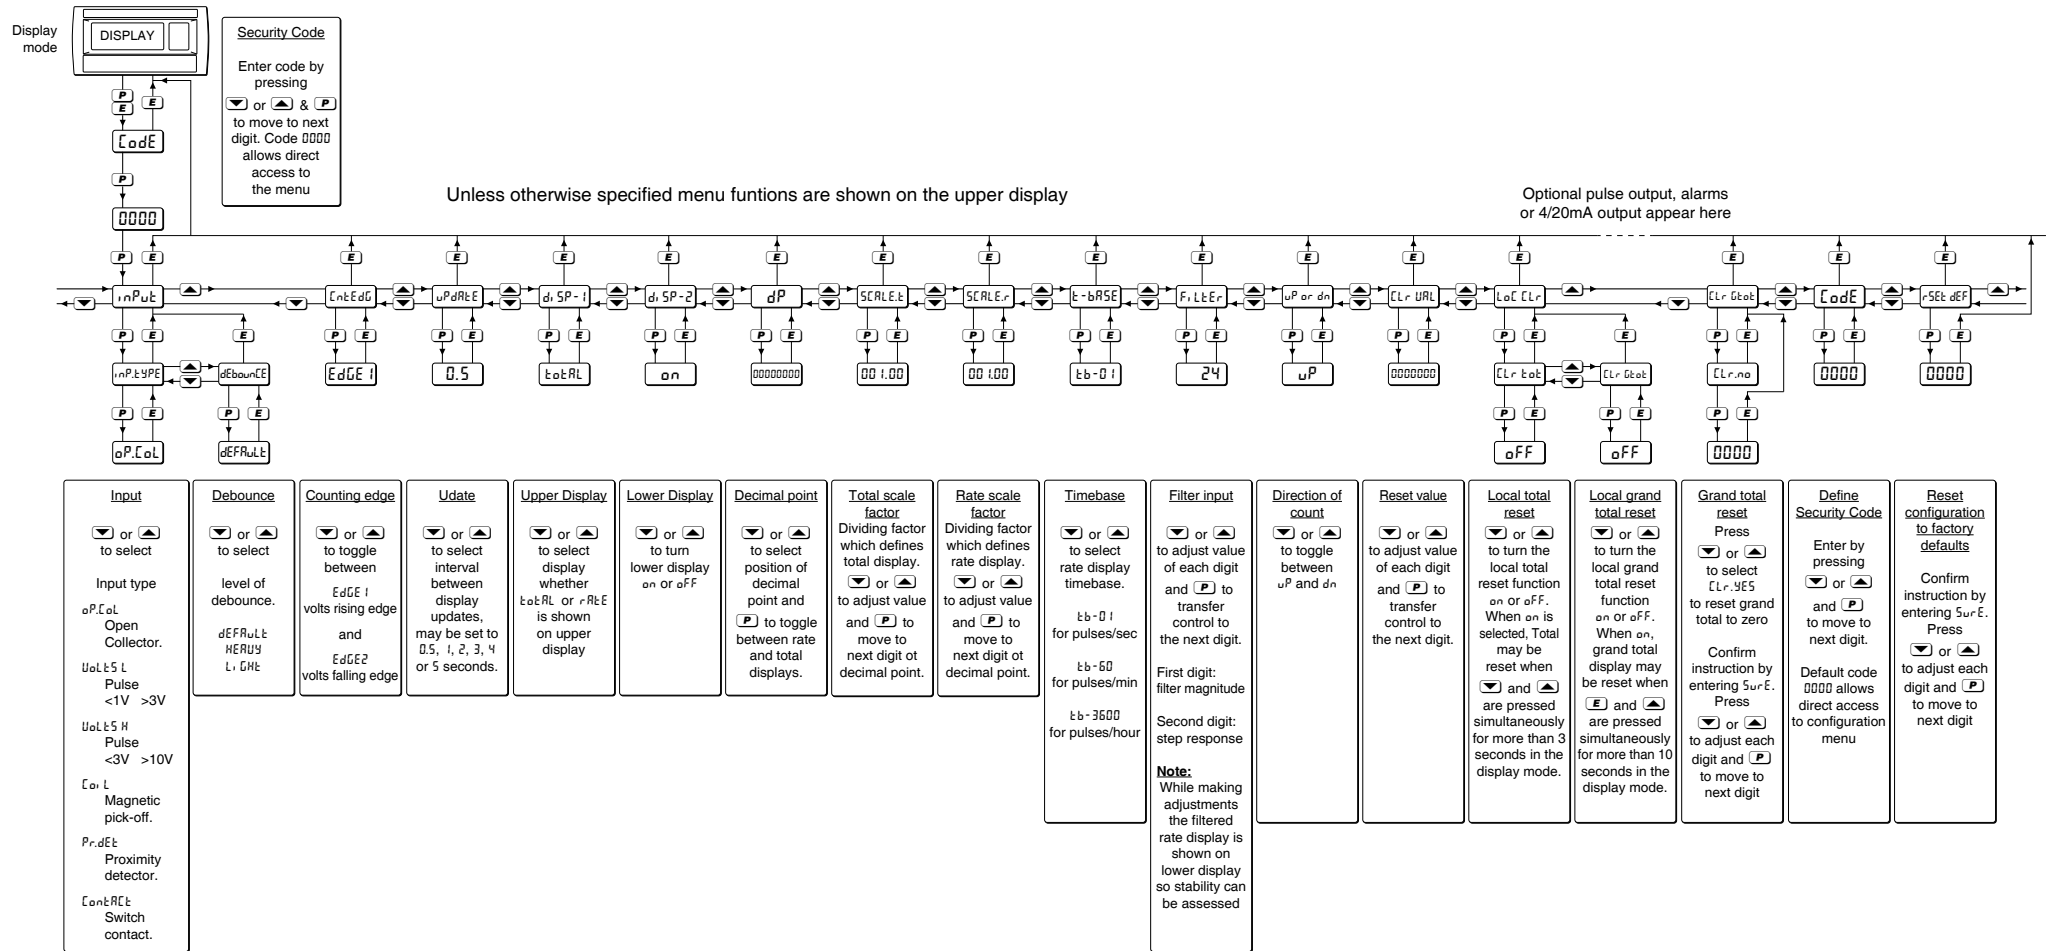 Display
mode
DISPLAY
Security Code
Enter code by
pressing
or & P
to move to next
digit. Code 0000
allows direct
access to
the menu
P
E
E
CodE
P
0000
Unless otherwise specified menu funtions are shown on the upper display
Optional pulse output, alarms
or 4/20mA output appear here
P E E E E E E E E E E E E E E E E
inPut CntEdG uPdAtE diSP-1 diSP-2 dP SCALE.t SCALE.r t-bASE FiLtEr uP or dn CLr VAL LoC CLr CLr Gtot CodE rSEt dEF
P E E P E P E P E P E P E P E P E P E P E P E P E P E E P E P E P E
inP.tYPE dEbounCE EdGE 1 0.5 totAL on 00000000 001.00 001.00 tb-01 24 uP 0000000 CLr tot CLr Gtot CLr.no 0000 0000
P E P E P E P E P E
oP.CoL dEFAuLt oFF oFF 0000
Input
or
to select
Input type
oP.CoL
Open
Collector.
VoLtS L
Pulse
<1V >3V
VoLtS H
Pulse
<3V >10V
CoiL
Magnetic
pick-off.
Pr.dEt
Proximity
detector.
ContACt
Switch
contact.
Debounce
or
to select
level of
debounce.
dEFAuLt
HEAVY
LiGHt
Counting edge
or
to toggle
between
EdGE 1
volts rising edge
and
EdGE2
volts falling edge
Udate
or
to select
interval
between
display
updates,
may be set to
0.5, 1, 2, 3, 4
or 5 seconds.
Upper Display
or
to select
display
whether
totAL or rAtE
is shown
on upper
display
Lower Display
or
to turn
lower display
on or oFF
Decimal point
or
to select
position of
decimal
point and
P to toggle
between rate
and total
displays.
Total scale
factor
Dividing factor
which defines
total display.
or
to adjust value
and P to
move to
next digit ot
decimal point.
Rate scale
factor
Dividing factor
which defines
rate display.
or
to adjust value
and P to
move to
next digit ot
decimal point.
Timebase
or
to select
rate display
timebase.
tb-01
for pulses/sec
tb-60
for pulses/min
tb-3600
for pulses/hour
Filter input
or
to adjust value
of each digit
and P to
transfer
control to
the next digit.
First digit:
filter magnitude
Second digit:
step response
Note:
While making
adjustments
the filtered
rate display is
shown on
lower display
so stability can
be assessed
Direction of
count
or
to toggle
between
uP and dn
Reset value
or
to adjust value
of each digit
and P to
transfer
control to
the next digit.
Local total
reset
or
to turn the
local total
reset function
on or oFF.
When on is
selected, Total
may be
reset when
and
are pressed
simultaneously
for more than 3
seconds in the
display mode.
Local grand
total reset
or
to turn the
local grand
total reset
function
on or oFF.
When on,
grand total
display may
be reset when
E and
are pressed
simultaneously
for more than 10
seconds in the
display mode.
Grand total
reset
Press
or
to select
CLr.YES
to reset grand
total to zero
Confirm
instruction by
entering SurE.
Press
or
to adjust each
digit and P
to move to
next digit
Define
Security Code
Enter by
pressing
or
and P
to move to
next digit.
Default code
0000 allows
direct access
to configuration
menu
Reset
configuration
to factory
defaults
Confirm
instruction by
entering SurE.
Press
or
to adjust each
digit and P
to move to
next digit